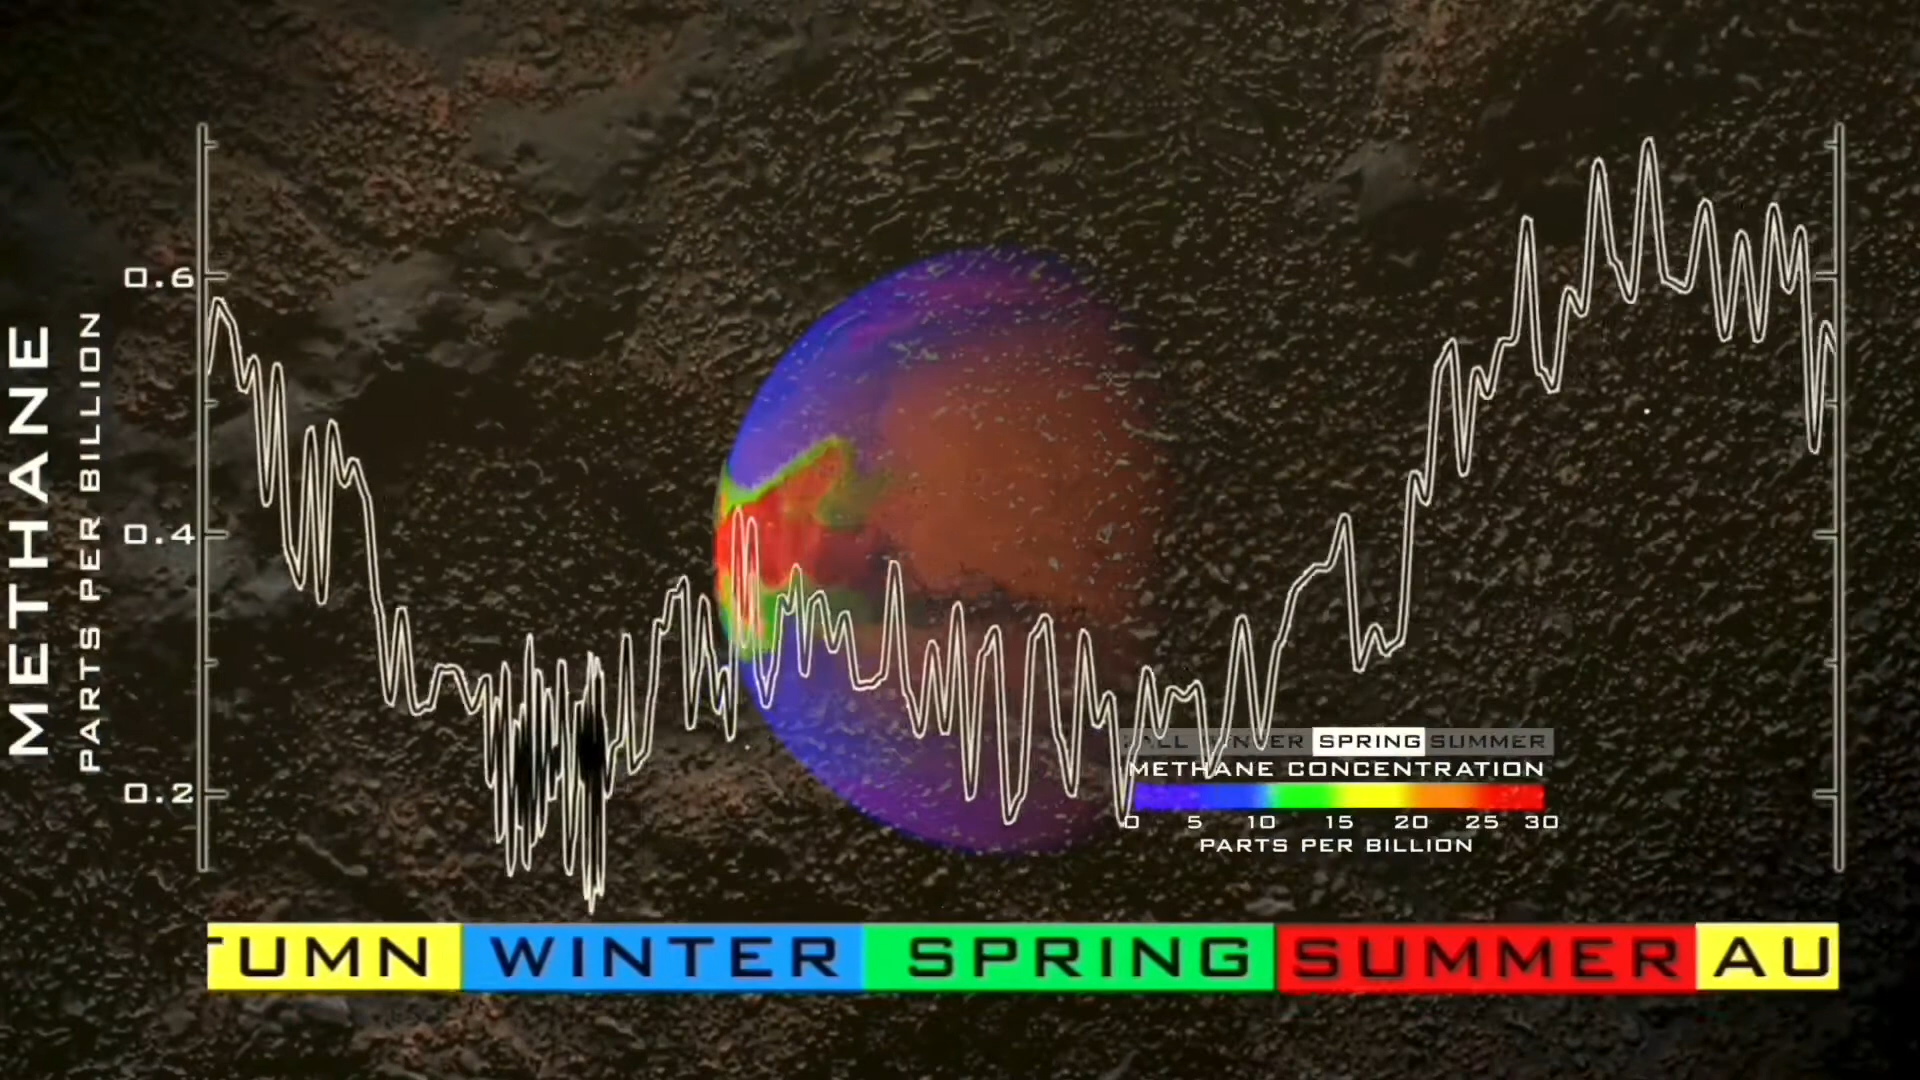 METHANE
PARTS PER BILLION
0.6
0.4
0.2
SPRING SUMMER
METHANE CONCENTRATION
0 5 10 15 20 25 30
PARTS PER BILLION
TUMN WINTER SPRING SUMMER AU